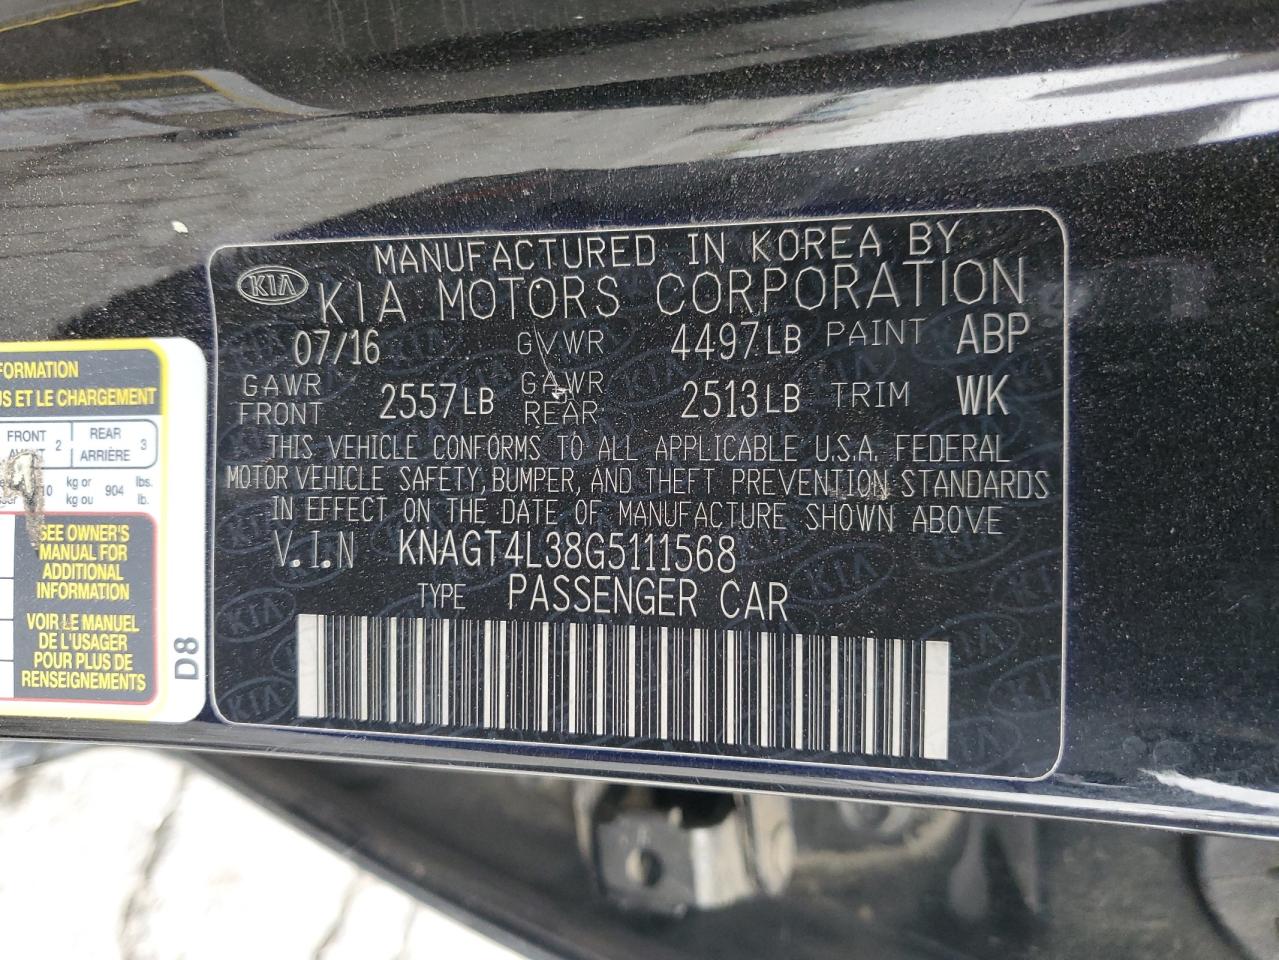 MANUFACTURED IN KOREA BY
KIA KIA MOTORS CORPORATION
07/16 GVWR 4497LB PAINT ABP
GAWR FRONT 2557LB GAWR REAR 2513LB TRIM WK
THIS VEHICLE CONFORMS TO ALL APPLICABLE U.S.A. FEDERAL
MOTOR VEHICLE SAFETY, BUMPER, AND THEFT PREVENTION STANDARDS
IN EFFECT ON THE DATE OF MANUFACTURE SHOWN ABOVE
V.I.N KNAGT4L38G5111568
TYPE PASSENGER CAR
ET LE CHARGEMENT
FRONT 2 REAR 3
ARRIÈRE
kg or 904 lbs.
kg ou lb.
SEE OWNER'S
MANUAL FOR
ADDITIONAL
INFORMATION
VOIR LE MANUEL
DE L'USAGER
POUR PLUS DE
RENSEIGNEMENTS
D8